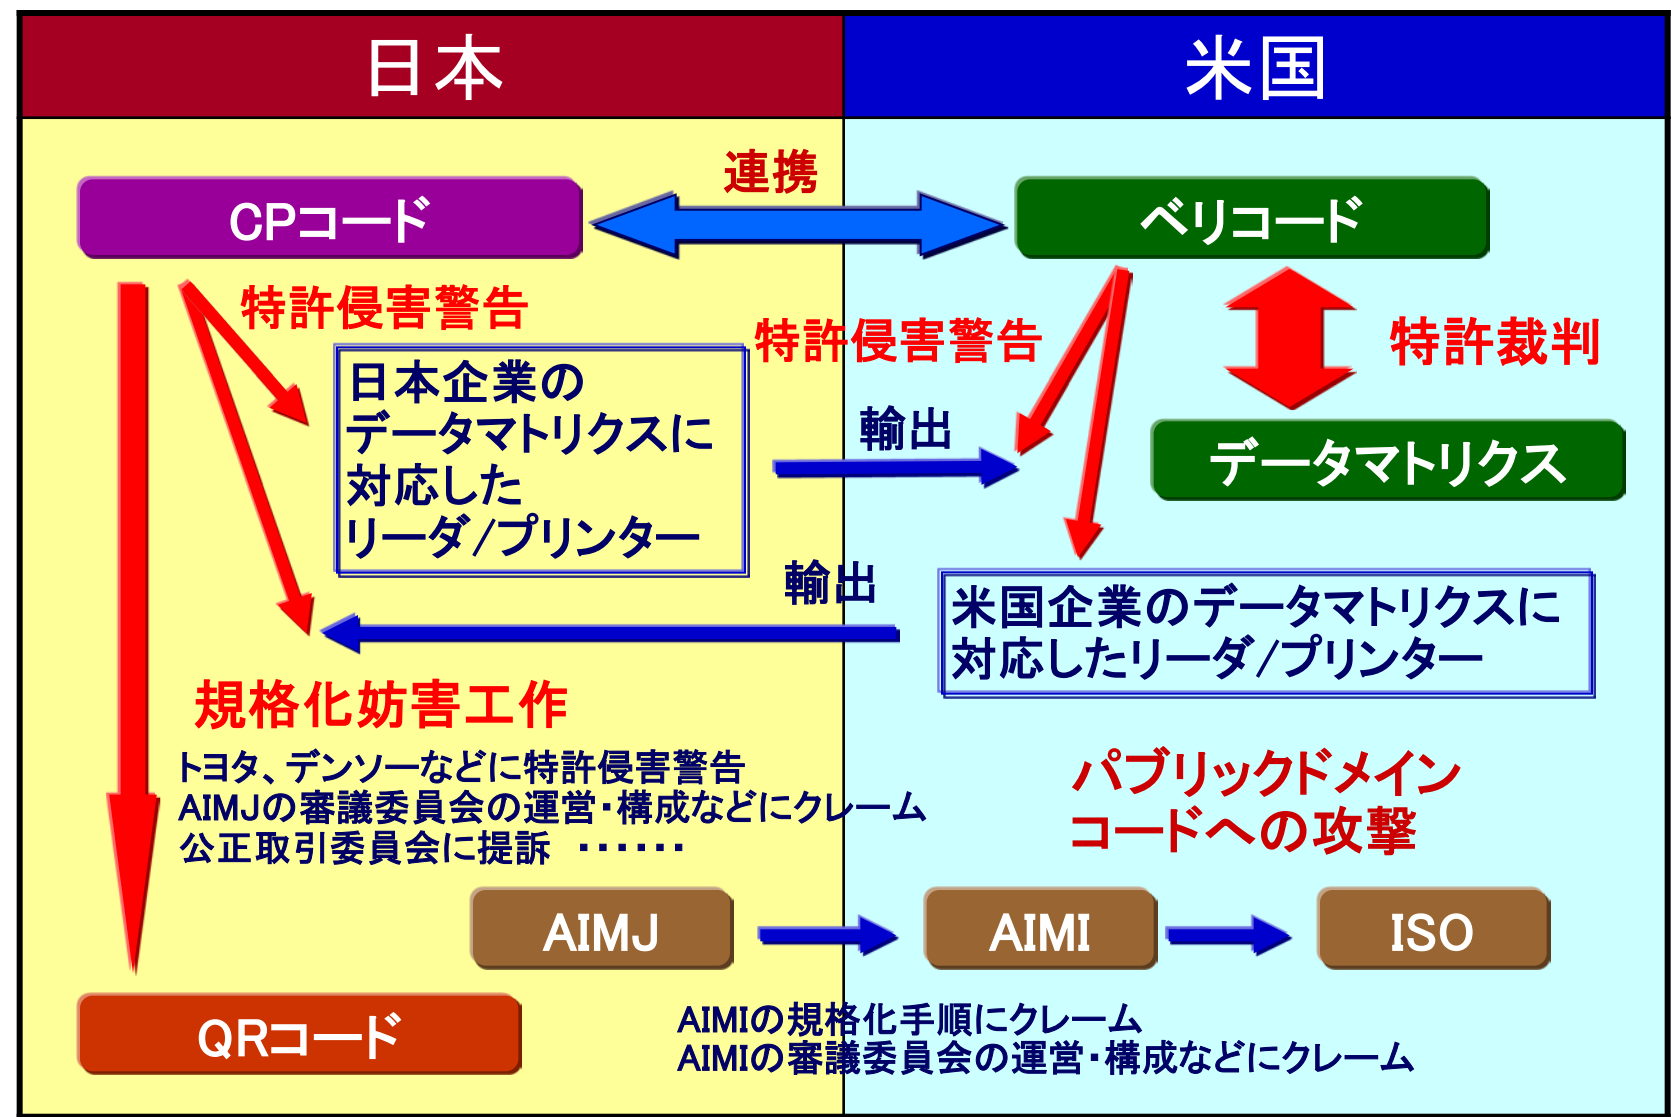 日本
米国
連携
CPコード
ベリコード
特許侵害警告
特許侵害警告
特許裁判
日本企業の
データマトリクスに
対応した
リーダ/プリンター
輸出
データマトリクス
輸出
米国企業のデータマトリクスに
対応したリーダ/プリンター
規格化妨害工作
トヨタ、デンソーなどに特許侵害警告
AIMJの審議委員会の運営・構成などにクレーム
公正取引委員会に提訴 ・・・・・・
パブリックドメイン
コードへの攻撃
AIMJ
AIMI
ISO
QRコード
AIMIの規格化手順にクレーム
AIMIの審議委員会の運営・構成などにクレーム